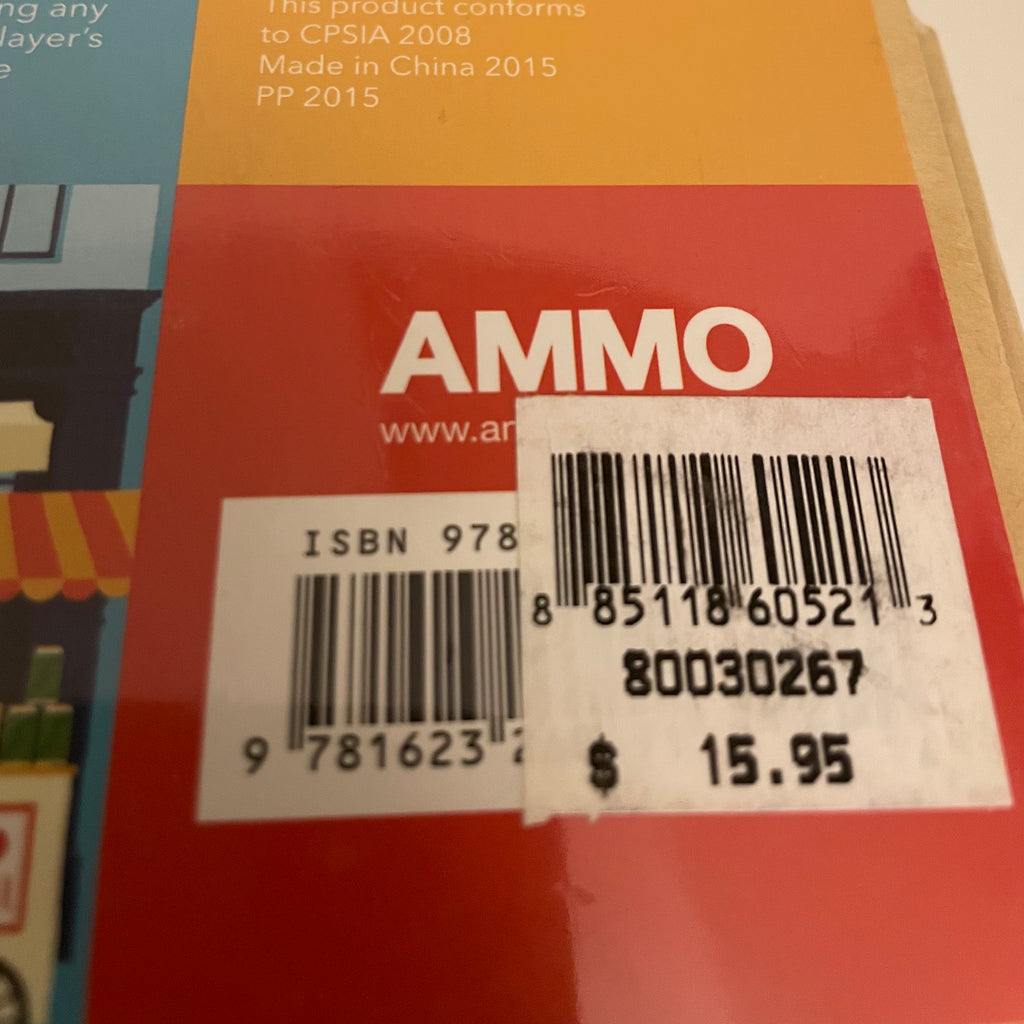 ng any
layer's
e
This product conforms
to CPSIA 2008
Made in China 2015
PP 2015
AMMO
www.
ISBN 978
9 781623
8 85118 60521 3
80030267
$ 15.95